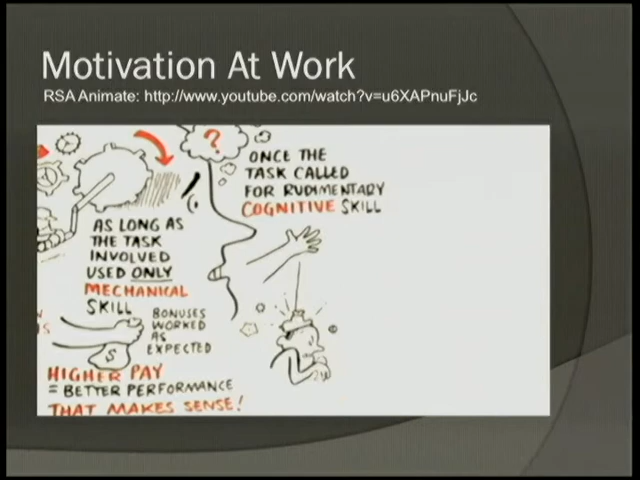 Motivation At Work
RSA Animate: http://www.youtube.com/watch?v=u6XAPnuFjJc
?
ONCE THE
TASK CALLED
FOR RUDIMENTARY
COGNITIVE SKILL
AS LONG AS
THE TASK
INVOLVED
USED ONLY
MECHANICAL
SKILL
BONUSES
WORKED
AS
EXPECTED
$
HIGHER PAY
= BETTER PERFORMANCE
THAT MAKES SENSE!